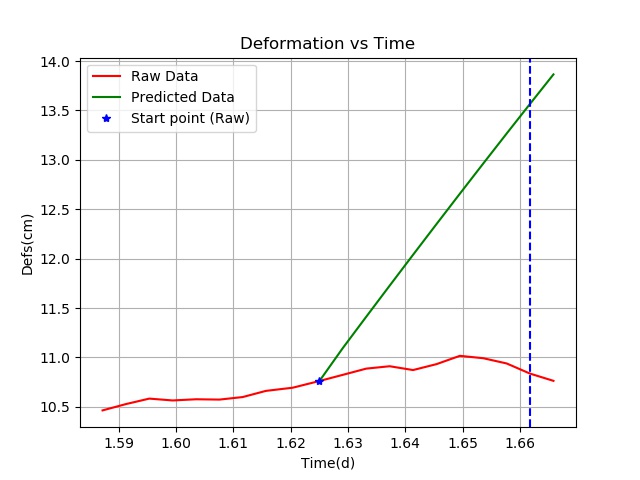 Deformation vs Time
Raw Data
Predicted Data
Start point (Raw)
14.0
13.5
13.0
12.5
12.0
11.5
11.0
10.5
Defs(cm)
1.59 1.60 1.61 1.62 1.63 1.64 1.65 1.66
Time(d)